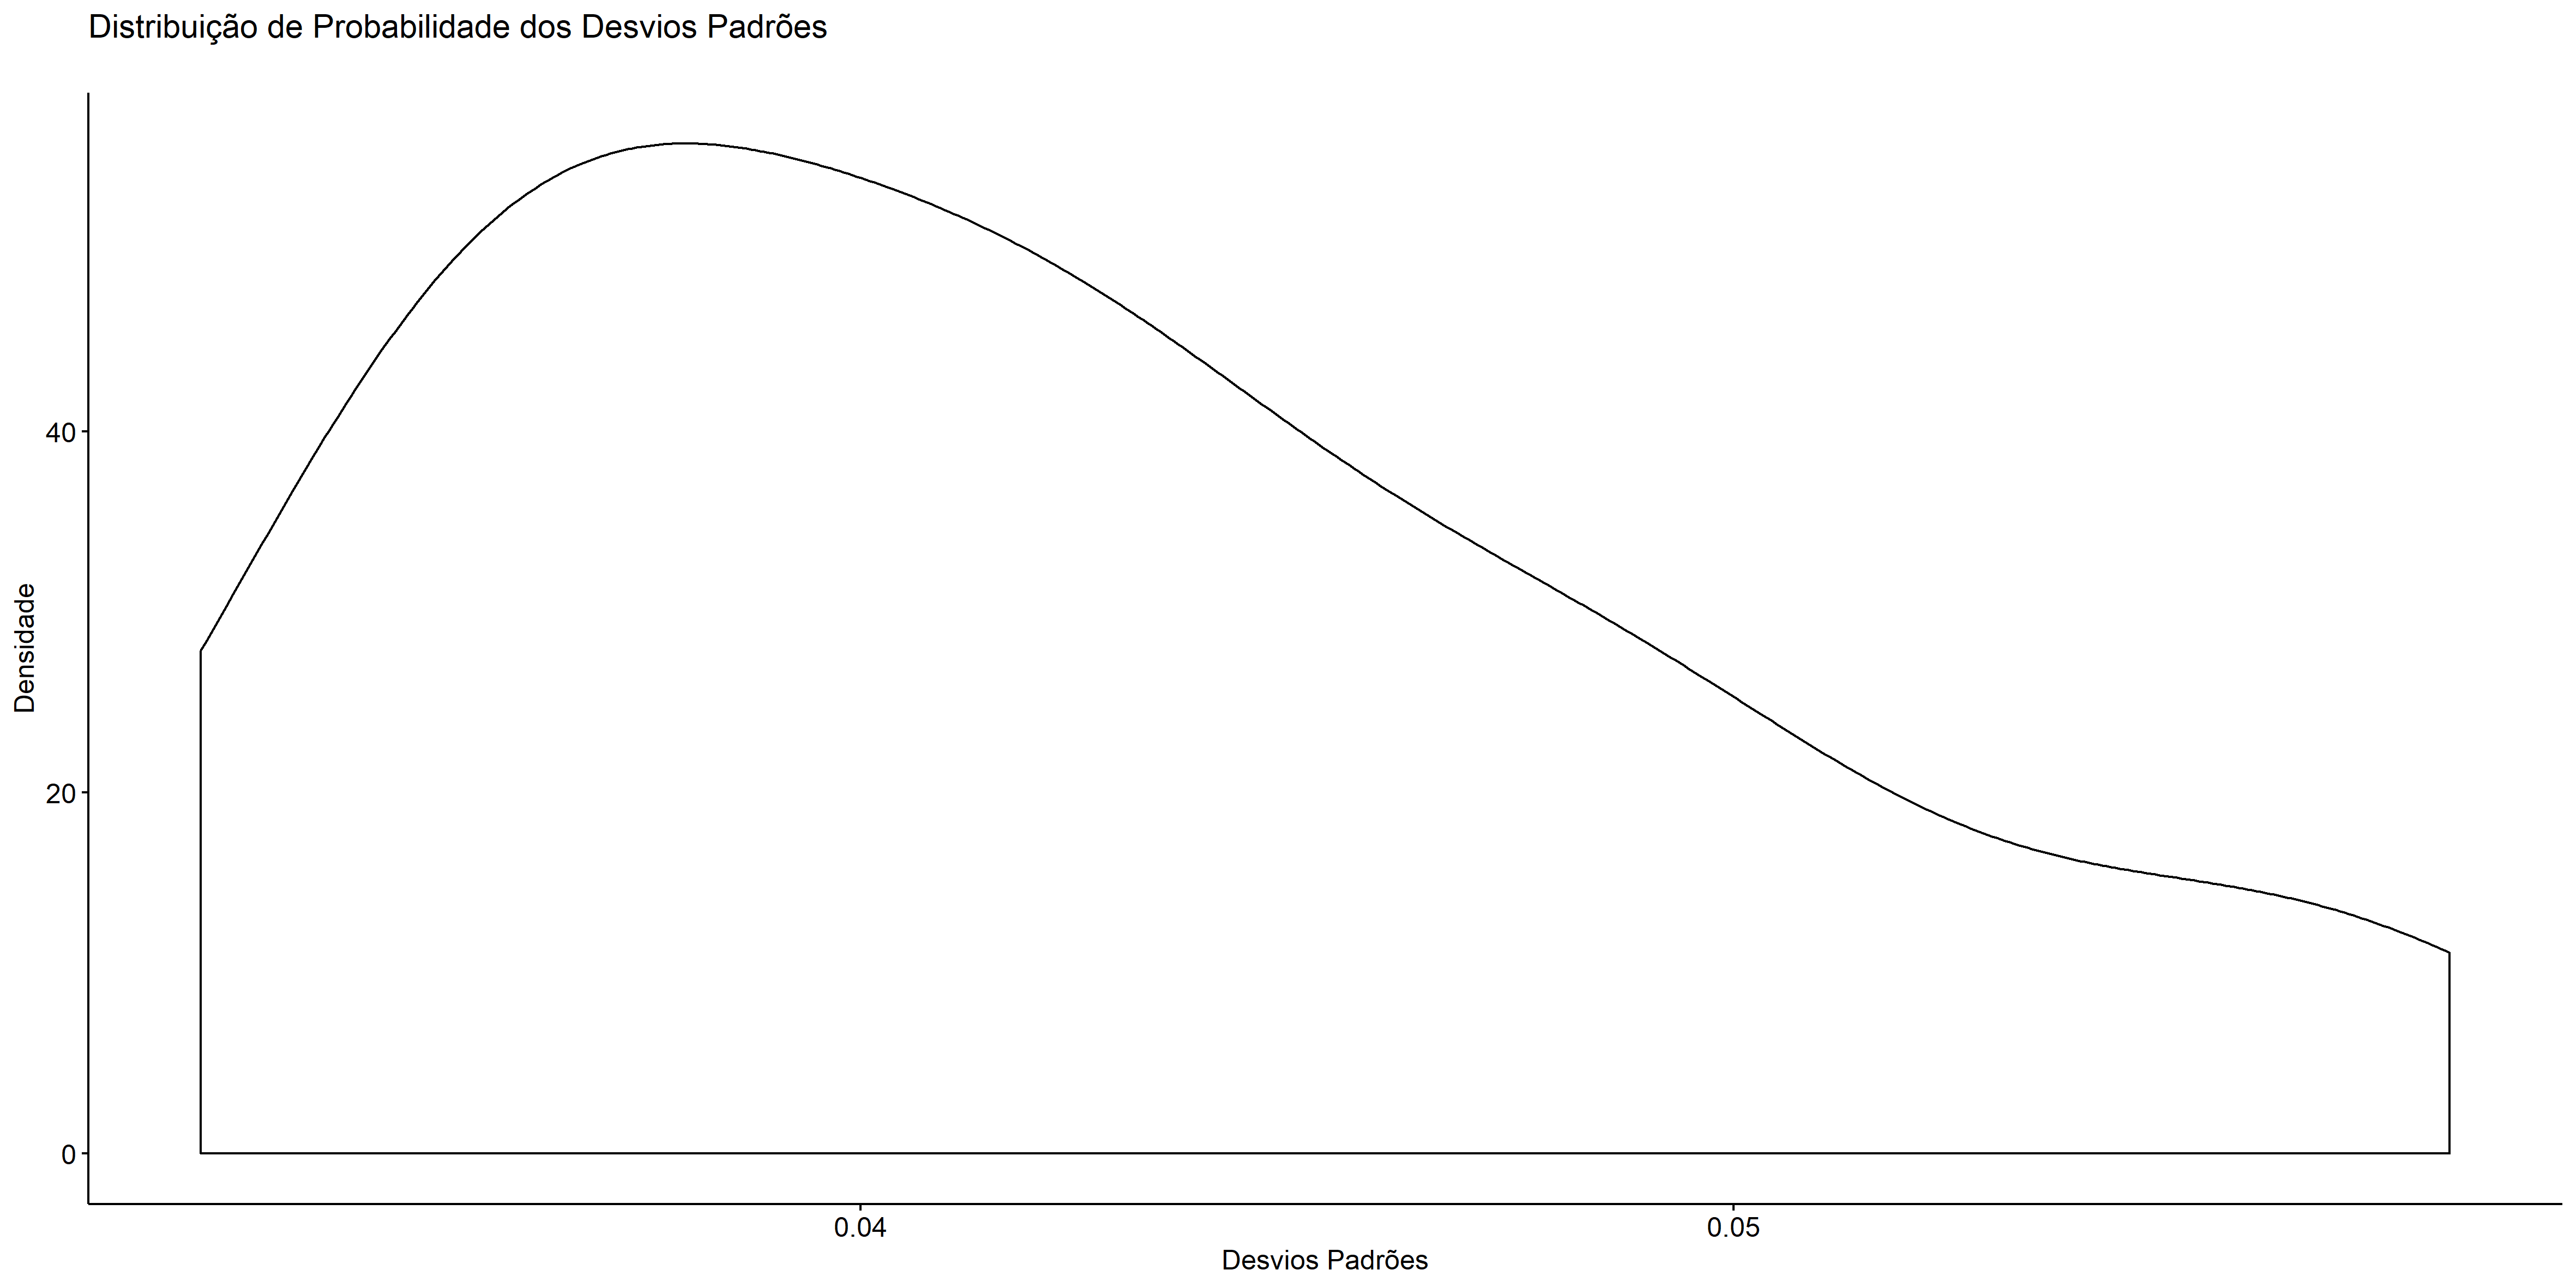 Distribuição de Probabilidade dos Desvios Padrões
Densidade
40
20
0
0.04
0.05
Desvios Padrões